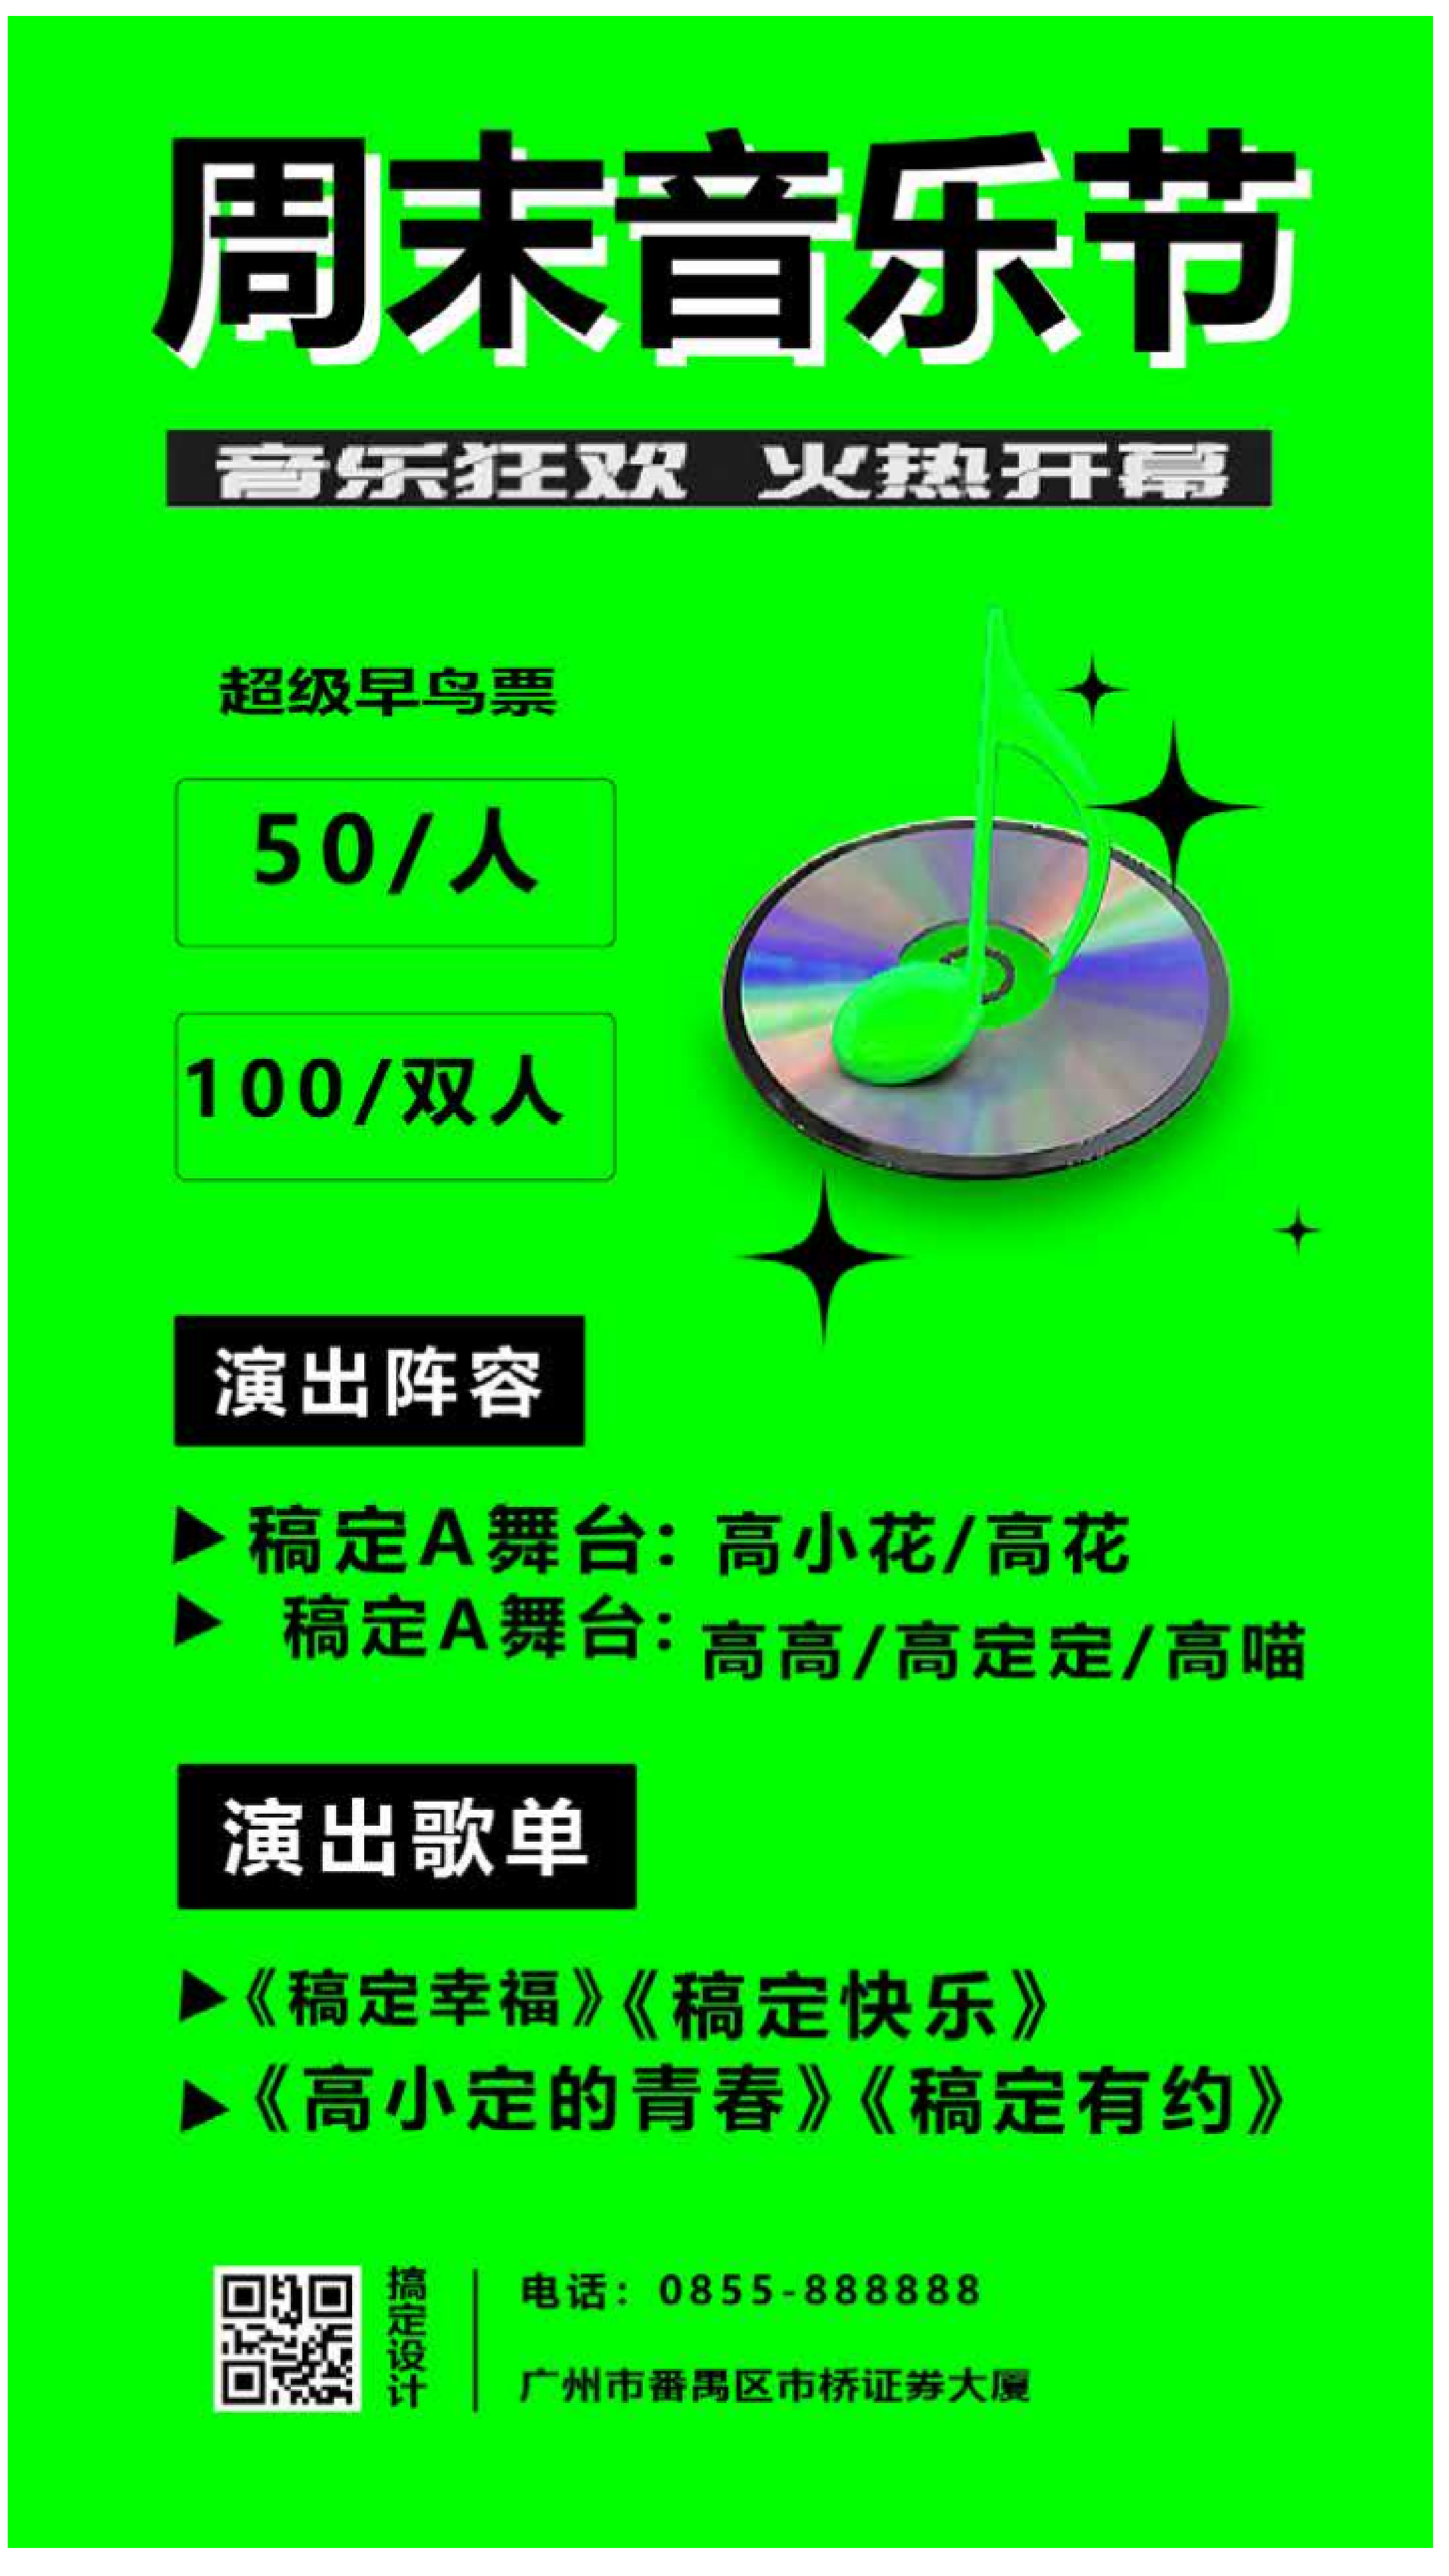 周末音乐节
音乐狂欢 火热开幕
超级早鸟票
50/人
100/双人
演出阵容
▶稿定A舞台：高小花/高花
▶稿定A舞台：高高/高定定/高喵
演出歌单
▶《稿定幸福》《稿定快乐》
▶《高小定的青春》《稿定有约》
搞定设计
电话：0855-888888
广州市番禺区市桥证券大厦